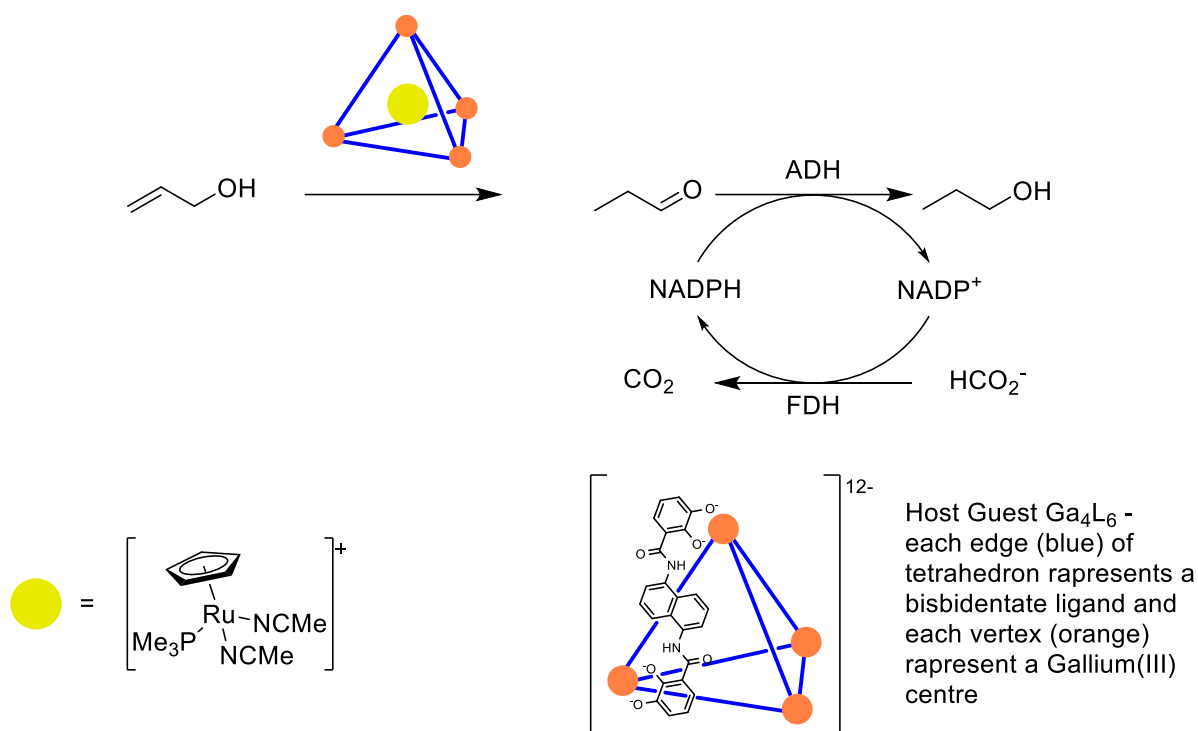 OH
O
ADH
OH
NADPH
NADP+
CO2
HCO2-
FDH
=
+
Ru
NCMe
Me3P
NCMe
12-
O-
O-
O
NH
HN
O
-O
-O
Host Guest Ga4L6 -
each edge (blue) of
tetrahedron rapresents a
bisbidentate ligand and
each vertex (orange)
rapresent a Gallium(III)
centre